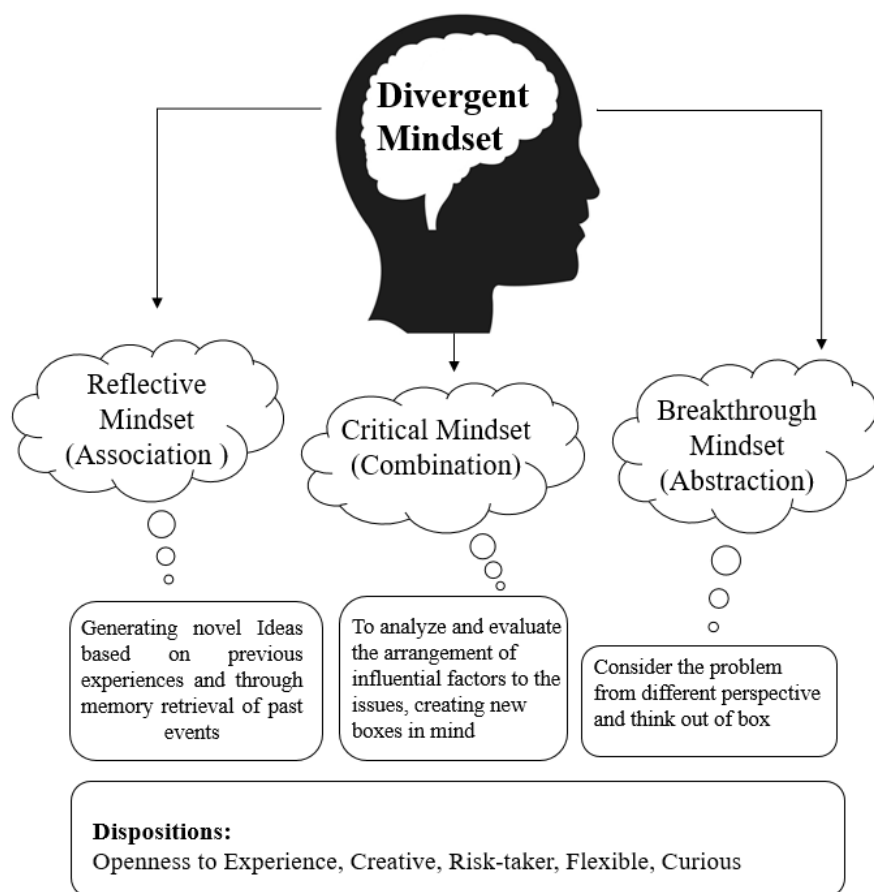 Divergent
Mindset
Reflective
Mindset
(Association )
Critical Mindset
(Combination)
Breakthrough
Mindset
(Abstraction)
Generating novel Ideas
based on previous
experiences and through
memory retrieval of past
events
To analyze and evaluate
the arrangement of
influential factors to the
issues, creating new
boxes in mind
Consider the problem
from different perspective
and think out of box
Dispositions:
Openness to Experience, Creative, Risk-taker, Flexible, Curious